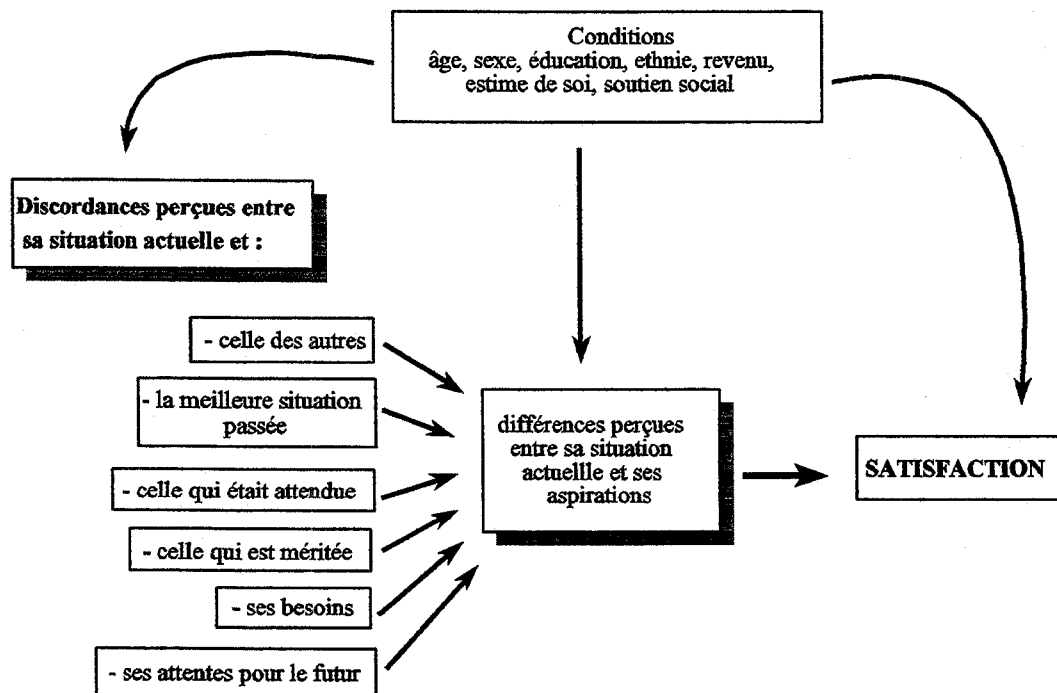 Conditions
âge, sexe, éducation, ethnie, revenu,
estime de soi, soutien social
Discordances perçues entre
sa situation actuelle et :
- celle des autres
- la meilleure situation
passée
- celle qui était attendue
- celle qui est méritée
- ses besoins
- ses attentes pour le futur
différences perçues
entre sa situation
actuellle et ses
aspirations
SATISFACTION